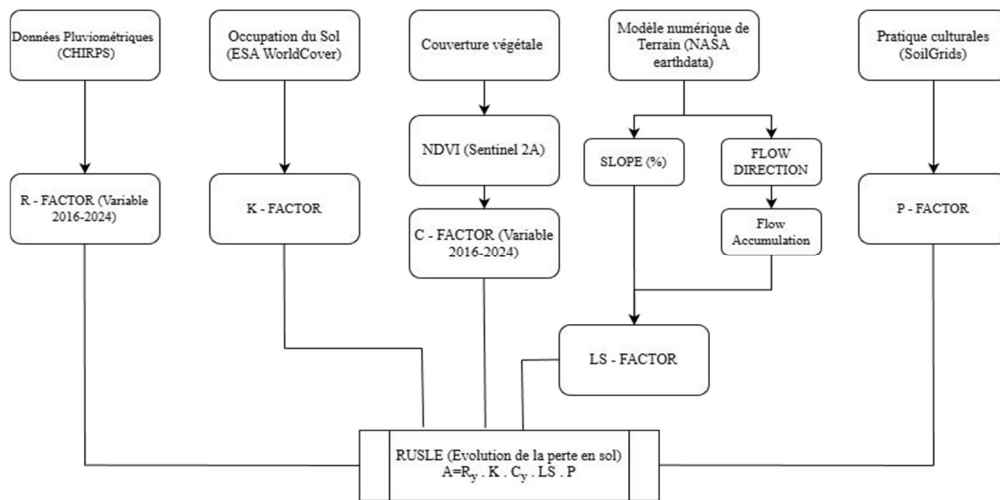 Données Pluviométriques
(CHIRPS)
Occupation du Sol
(ESA WorldCover)
Couverture végétale
Modèle numérique de
Terrain (NASA
earthdata)
Pratique culturales
(SoilGrids)
NDVI (Sentinel 2A)
SLOPE (%)
FLOW
DIRECTION
R - FACTOR (Variable
2016-2024)
K - FACTOR
C - FACTOR (Variable
2016-2024)
Flow
Accumulation
P - FACTOR
LS - FACTOR
RUSLE (Evolution de la perte en sol)
A=Ry . K . Cy . LS . P